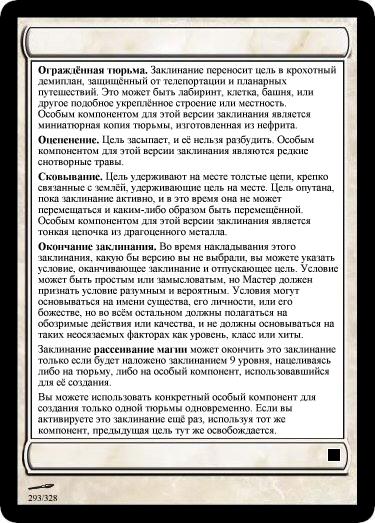 Ограждённая тюрьма. Заклинание переносит цель в крохотный
демиплан, защищённый от телепортации и планарных
путешествий. Это может быть лабиринт, клетка, башня, или
другое подобное укреплённое строение или местность.
Особым компонентом для этой версии заклинания является
миниатюрная копия тюрьмы, изготовленная из нефрита.
Оцепенение. Цель засыпает, и её нельзя разбудить. Особым
компонентом для этой версии заклинания являются редкие
снотворные травы.
Сковывание. Цель удерживают на месте толстые цепи, крепко
связанные с землёй, удерживающие цель на месте. Цель опутана,
пока заклинание активно, и в это время она не может
перемещаться и каким-либо образом быть перемещённой.
Особым компонентом для этой версии заклинания является
тонкая цепочка из драгоценного металла.
Окончание заклинания. Во время накладывания этого
заклинания, какую бы версию вы не выбрали, вы можете указать
условие, оканчивающее заклинание и отпускающее цель. Условие
может быть простым или замысловатым, но Мастер должен
признать условие разумным и вероятным. Условия могут
основываться на имени существа, его личности, или его
божестве, но во всём остальном должны полагаться на
обозримые действия или качества, и не должны основываться на
таких неосязаемых факторах как уровень, класс или хиты.
Заклинание рассеивание магии может окончить это заклинание
только если будет наложено заклинанием 9 уровня, нацеливаясь
либо на тюрьму, либо на особый компонент, использовавшийся
для её создания.
Вы можете использовать конкретный особый компонент для
создания только одной тюрьмы одновременно. Если вы
активируете это заклинание ещё раз, используя тот же
компонент, предыдущая цель тут же освобождается.
293/328